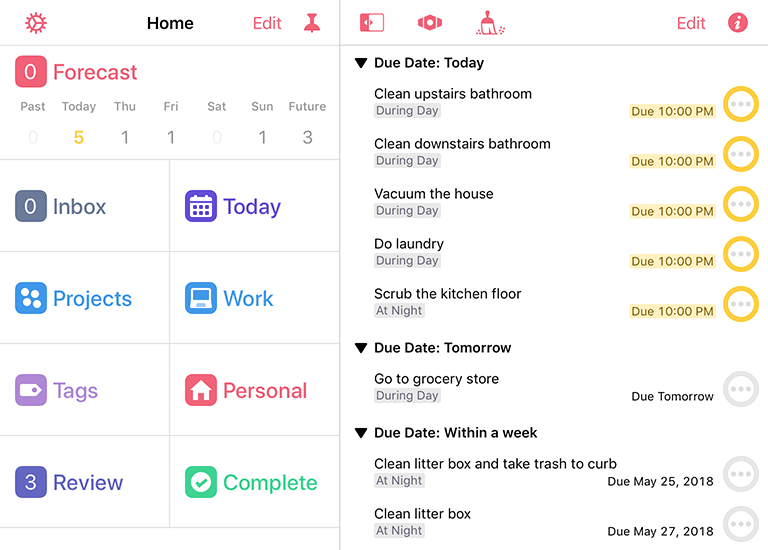 Home
Edit
0 Forecast
Past Today Thu Fri Sat Sun Future
0 5 1 1 0 1 3
0 Inbox
Today
Projects
Work
Tags
Personal
3 Review
Complete
Edit
Due Date: Today
Clean upstairs bathroom
During Day
Due 10:00 PM
Clean downstairs bathroom
During Day
Due 10:00 PM
Vacuum the house
During Day
Due 10:00 PM
Do laundry
During Day
Due 10:00 PM
Scrub the kitchen floor
At Night
Due 10:00 PM
Due Date: Tomorrow
Go to grocery store
During Day
Due Tomorrow
Due Date: Within a week
Clean litter box and take trash to curb
At Night
Due May 25, 2018
Clean litter box
At Night
Due May 27, 2018